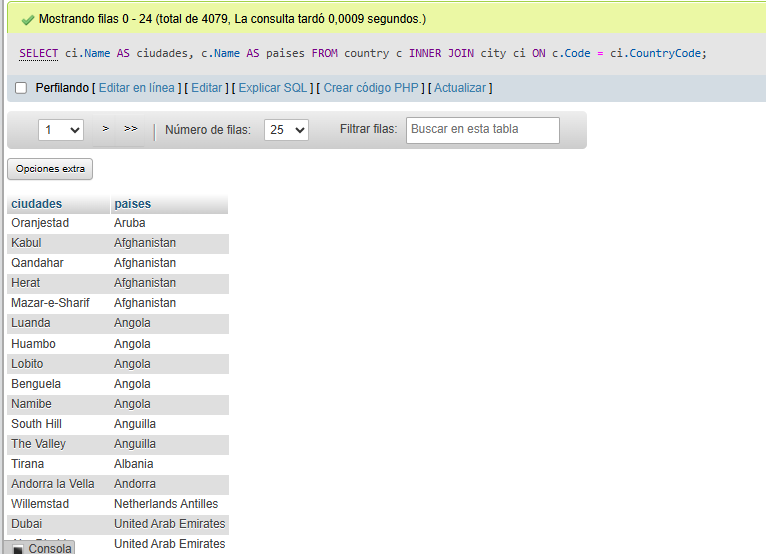 Mostrando filas 0 - 24 (total de 4079, La consulta tardó 0,0009 segundos.)
SELECT ci.Name AS ciudades, c.Name AS paises FROM country c INNER JOIN city ci ON c.Code = ci.CountryCode;
Perfilando [ Editar en línea ] [ Editar ] [ Explicar SQL ] [ Crear código PHP ] [ Actualizar ]
1 > >> | Número de filas: 25 Filtrar filas: Buscar en esta tabla
Opciones extra
ciudades paises
Oranjestad Aruba
Kabul Afghanistan
Qandahar Afghanistan
Herat Afghanistan
Mazar-e-Sharif Afghanistan
Luanda Angola
Huambo Angola
Lobito Angola
Benguela Angola
Namibe Angola
South Hill Anguilla
The Valley Anguilla
Tirana Albania
Andorra la Vella Andorra
Willemstad Netherlands Antilles
Dubai United Arab Emirates
United Arab Emirates
Consola